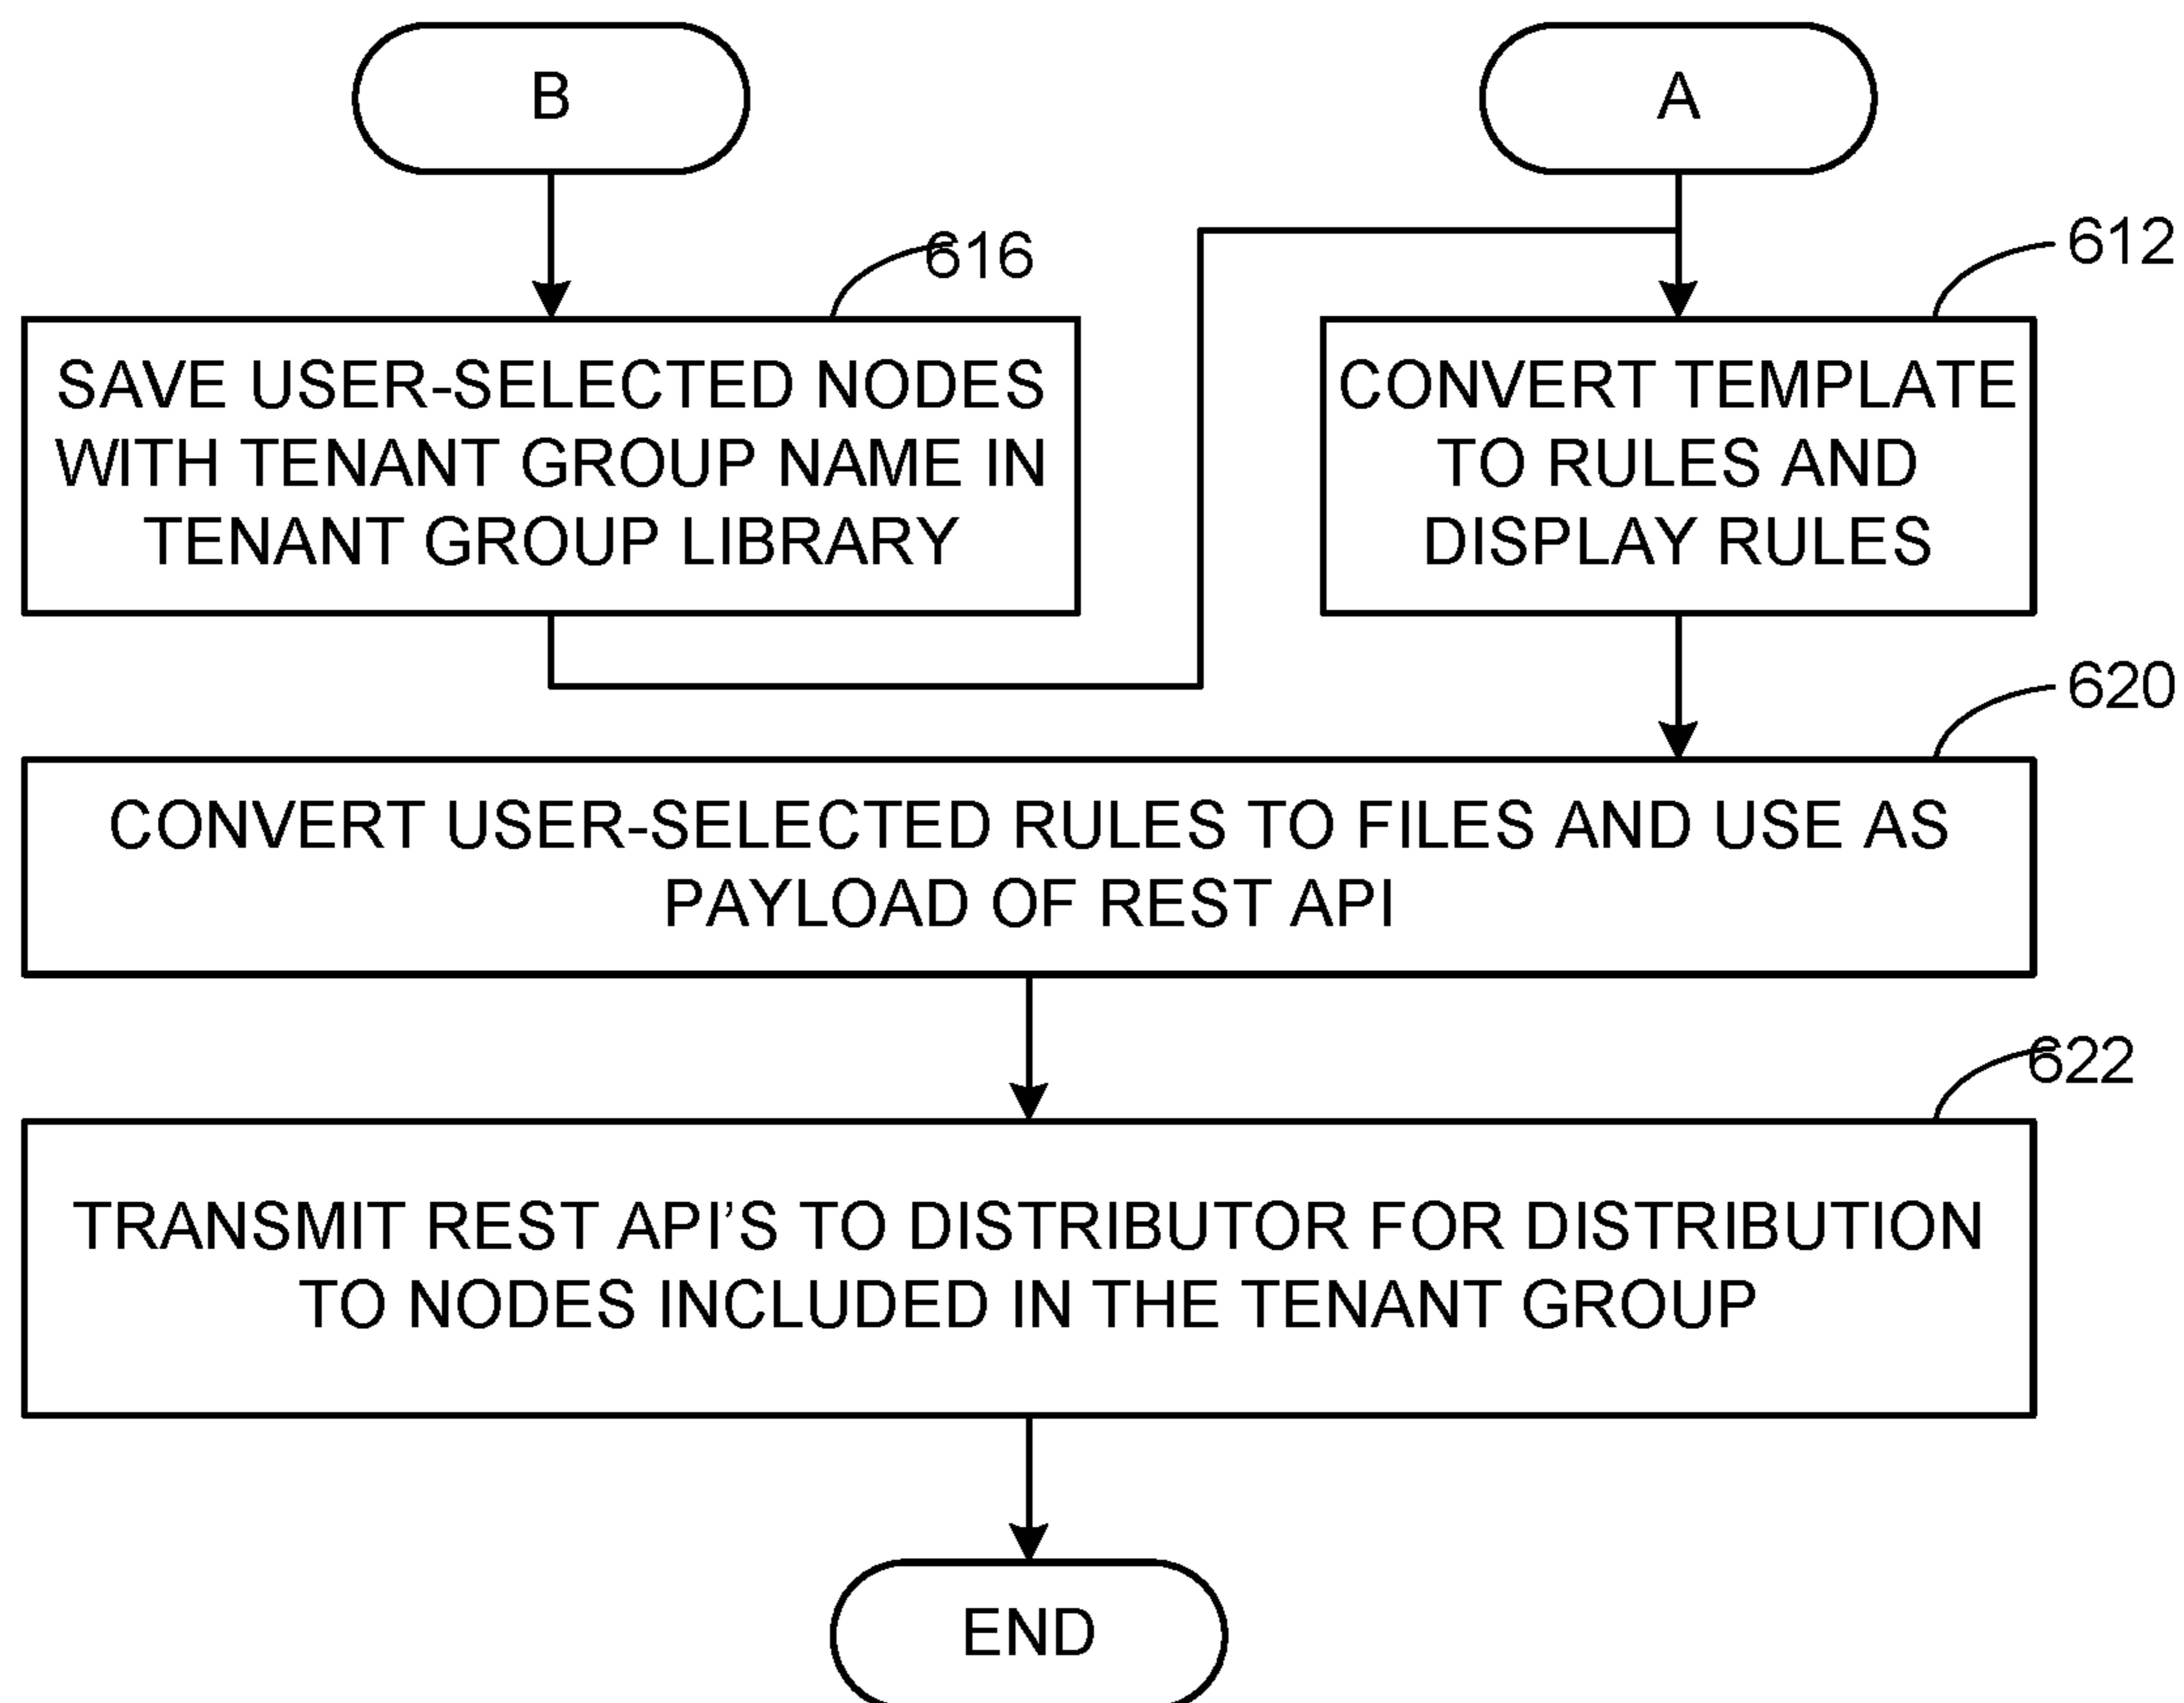 B
A
616
612
SAVE USER-SELECTED NODES
WITH TENANT GROUP NAME IN
TENANT GROUP LIBRARY
CONVERT TEMPLATE
TO RULES AND
DISPLAY RULES
620
CONVERT USER-SELECTED RULES TO FILES AND USE AS
PAYLOAD OF REST API
622
TRANSMIT REST API’S TO DISTRIBUTOR FOR DISTRIBUTION
TO NODES INCLUDED IN THE TENANT GROUP
END